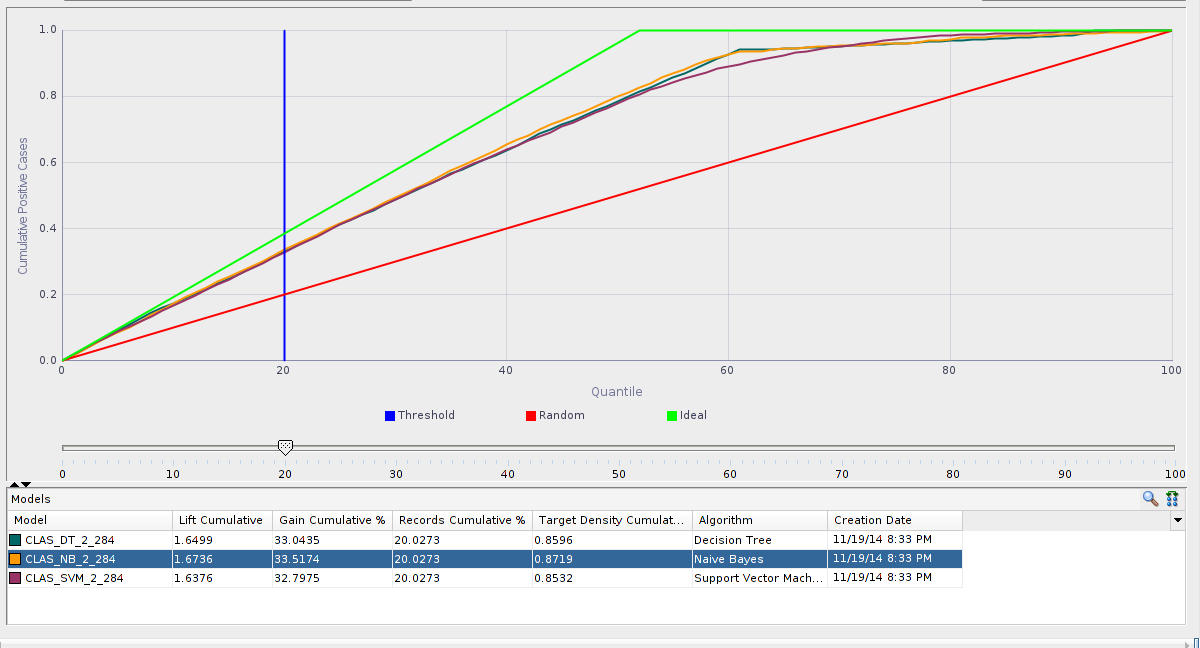 1.0
0.8
0.6
0.4
0.2
0.0
Cumulative Positive Cases
0 20 40 60 80 100
Quantile
Threshold Random Ideal
0 10 20 30 40 50 60 70 80 90 100
Models
Model Lift Cumulative Gain Cumulative % Records Cumulative % Target Density Cumulat... Algorithm Creation Date
CLAS_DT_2_284 1.6499 33.0435 20.0273 0.8596 Decision Tree 11/19/14 8:33 PM
CLAS_NB_2_284 1.6736 33.5174 20.0273 0.8719 Naive Bayes 11/19/14 8:33 PM
CLAS_SVM_2_284 1.6376 32.7975 20.0273 0.8532 Support Vector Mach... 11/19/14 8:33 PM